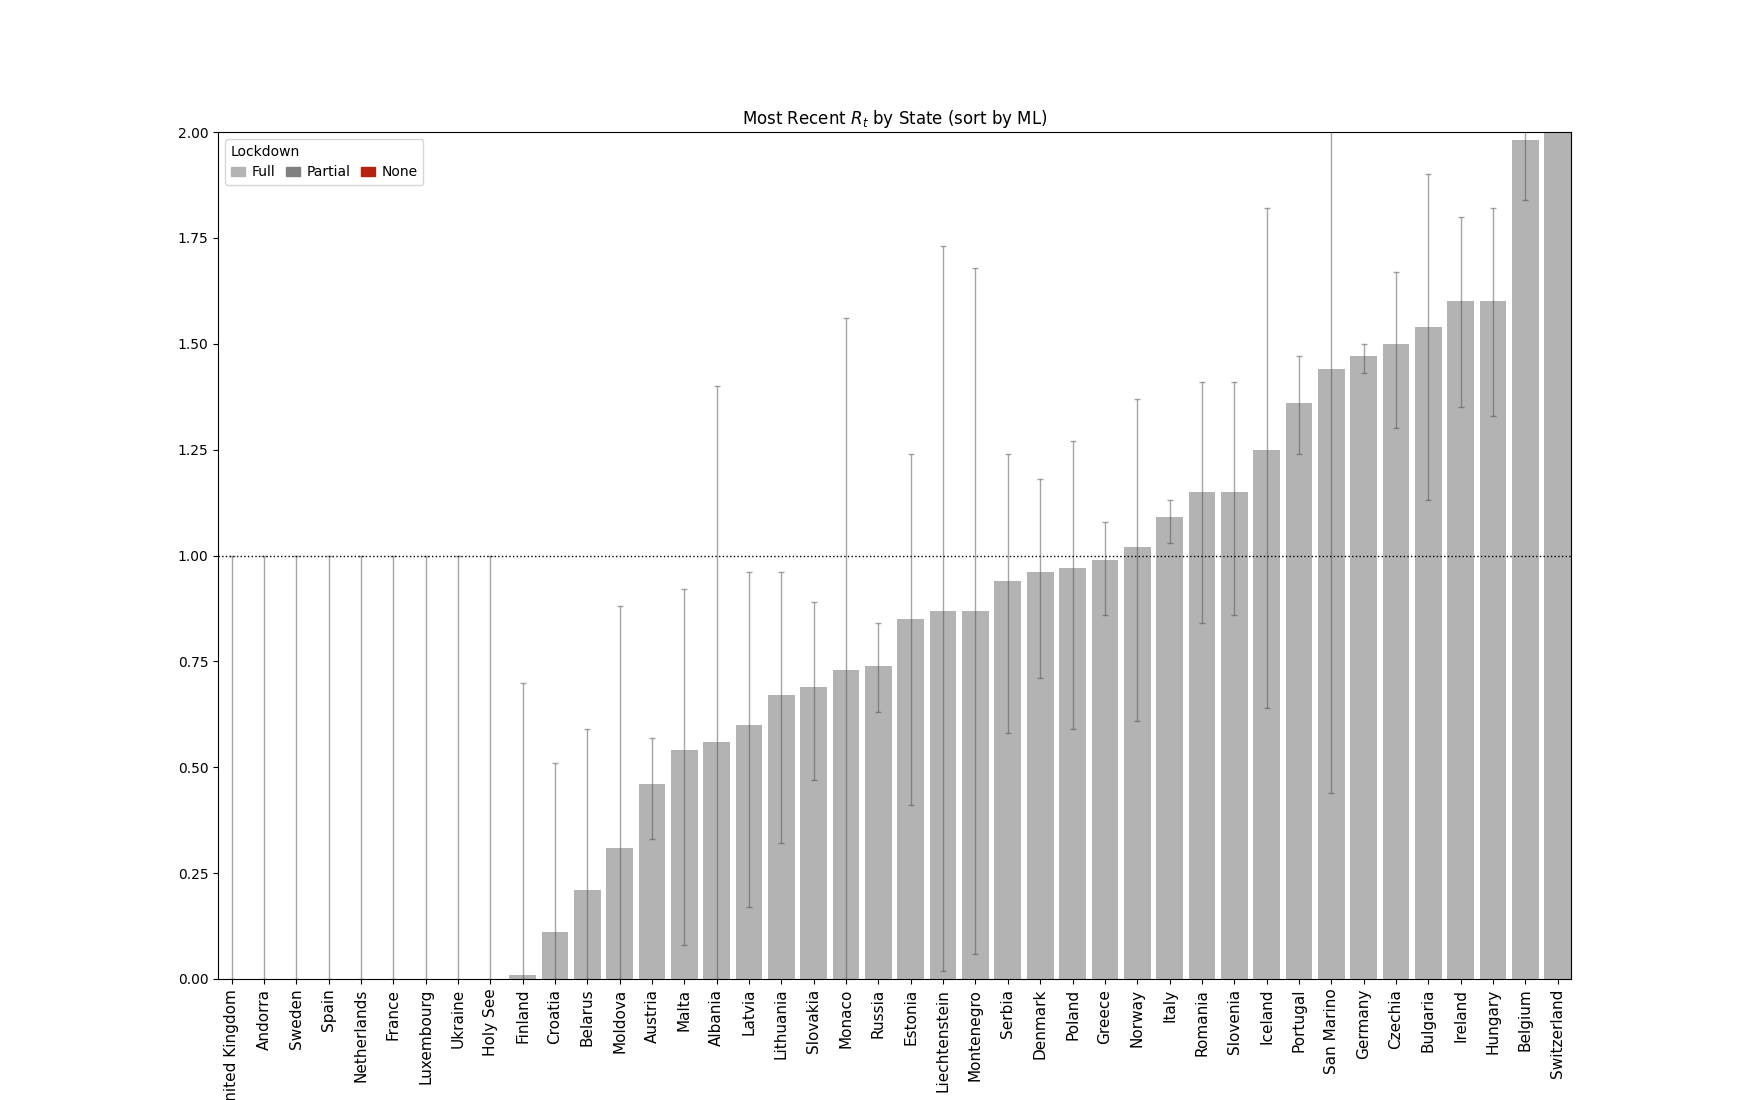 Most Recent R_t by State (sort by ML)
2.00
Lockdown
Full Partial None
1.75
1.50
1.25
1.00
0.75
0.50
0.25
0.00
nited Kingdom
Andorra
Sweden
Spain
Netherlands
France
Luxembourg
Ukraine
Holy See
Finland
Croatia
Belarus
Moldova
Austria
Malta
Albania
Latvia
Lithuania
Slovakia
Monaco
Russia
Estonia
Liechtenstein
Montenegro
Serbia
Denmark
Poland
Greece
Norway
Italy
Romania
Slovenia
Iceland
Portugal
San Marino
Germany
Czechia
Bulgaria
Ireland
Hungary
Belgium
Switzerland